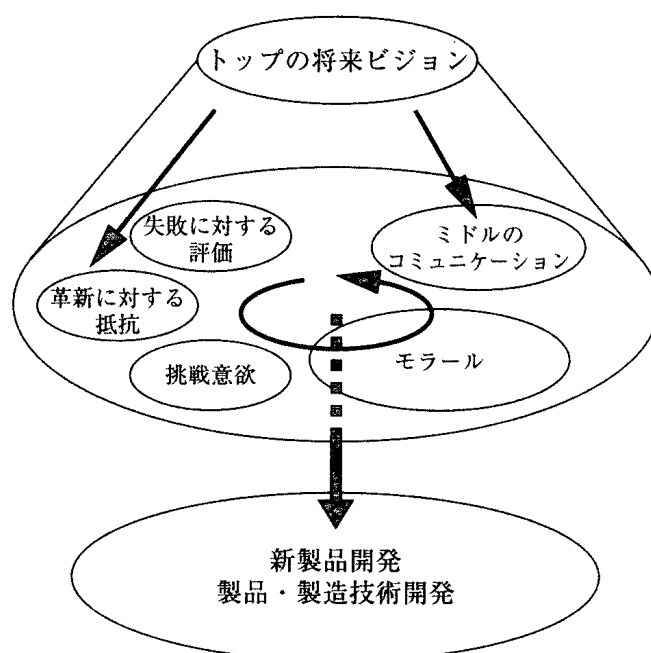 トップの将来ビジョン
失敗に対する
評価
ミドルの
コミュニケーション
革新に対する
抵抗
挑戦意欲
モラール
新製品開発
製品・製造技術開発